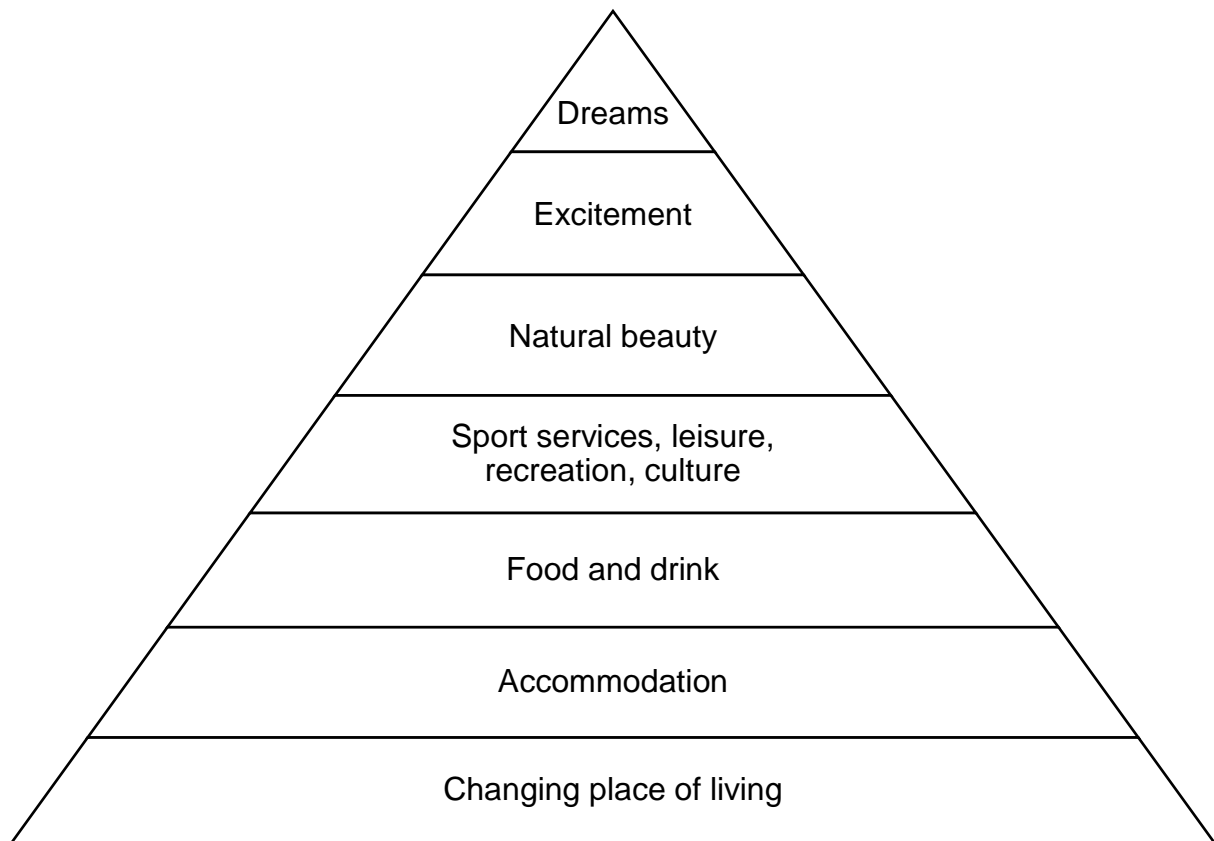 Dreams
Excitement
Natural beauty
Sport services, leisure,
recreation, culture
Food and drink
Accommodation
Changing place of living